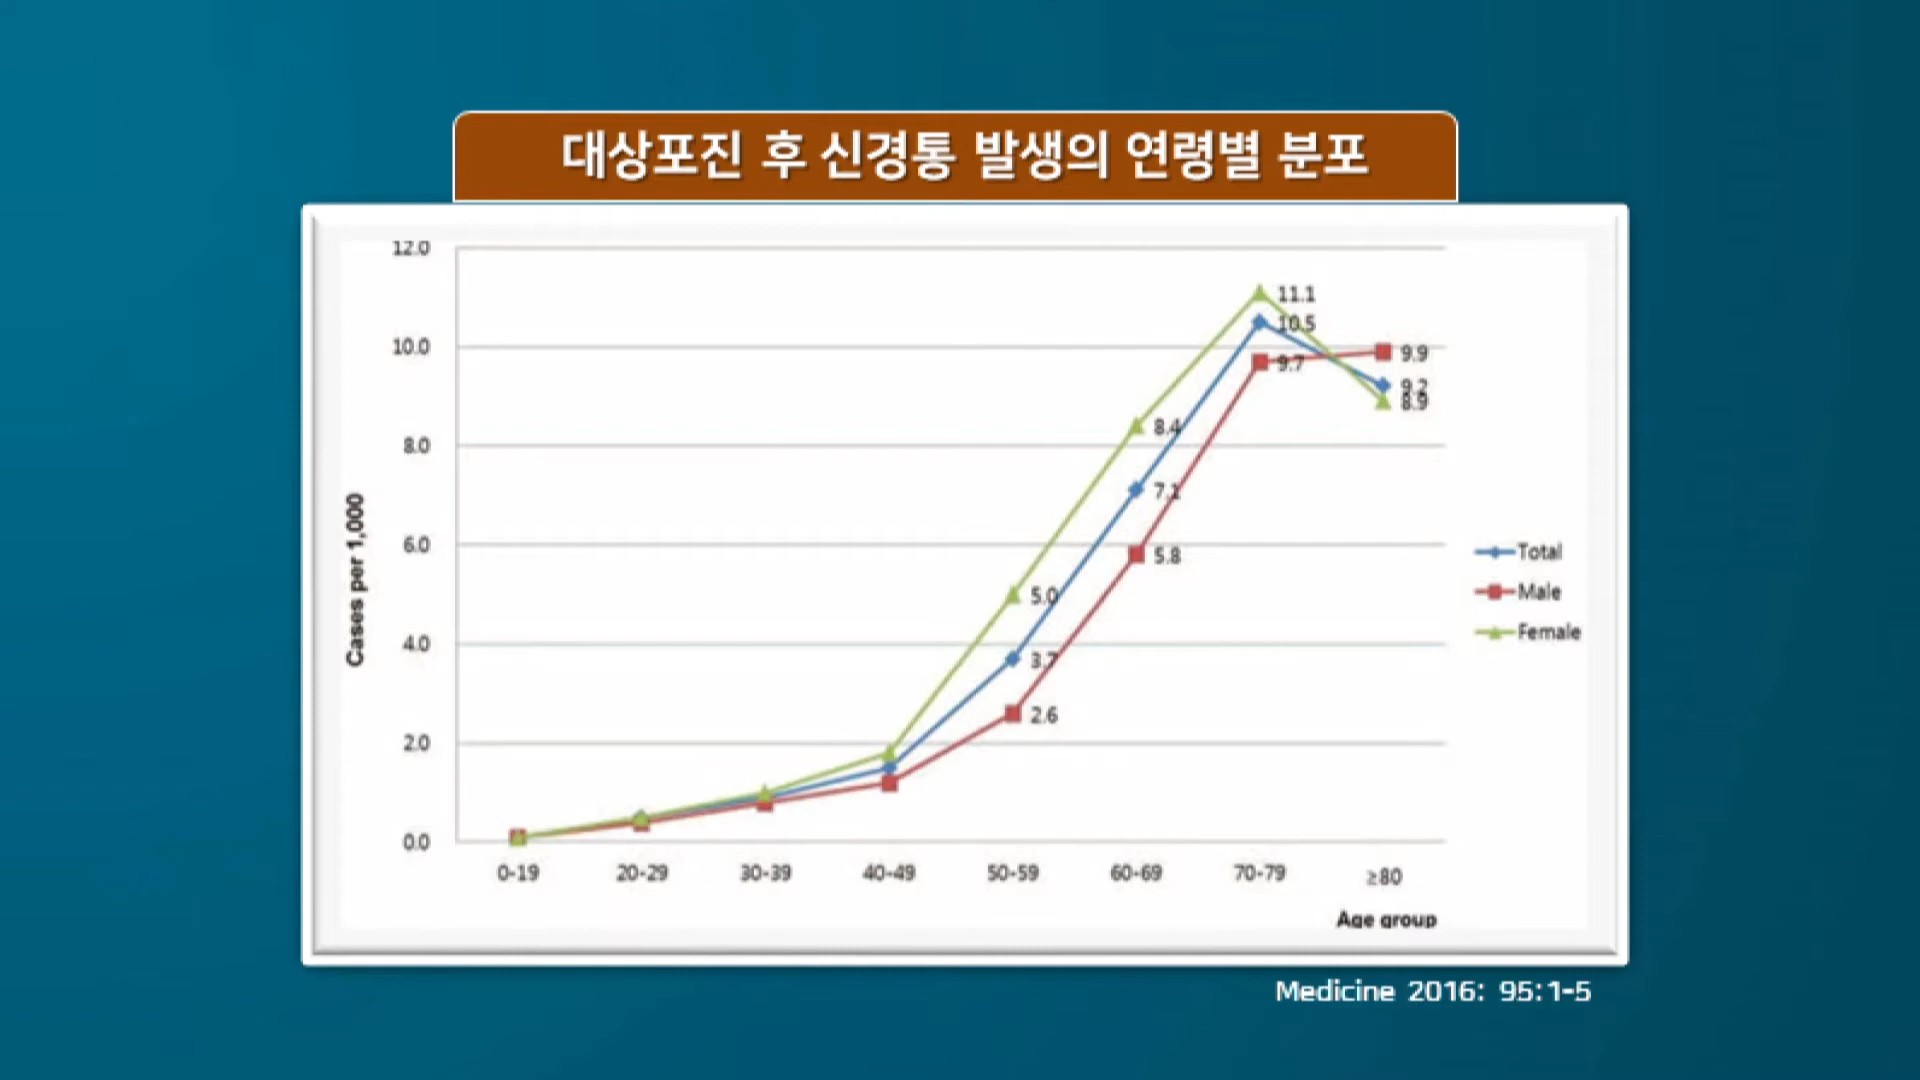 대상포진 후 신경통 발생의 연령별 분포
12.0
10.0
8.0
6.0
4.0
2.0
0.0
Cases per 1,000
11.1
10.5
9.7
9.9
9.2
8.9
8.4
7.1
5.8
5.0
3.7
2.6
Total
Male
Female
0-19 20-29 30-39 40-49 50-59 60-69 70-79 ≥80
Age group
Medicine 2016: 95:1-5